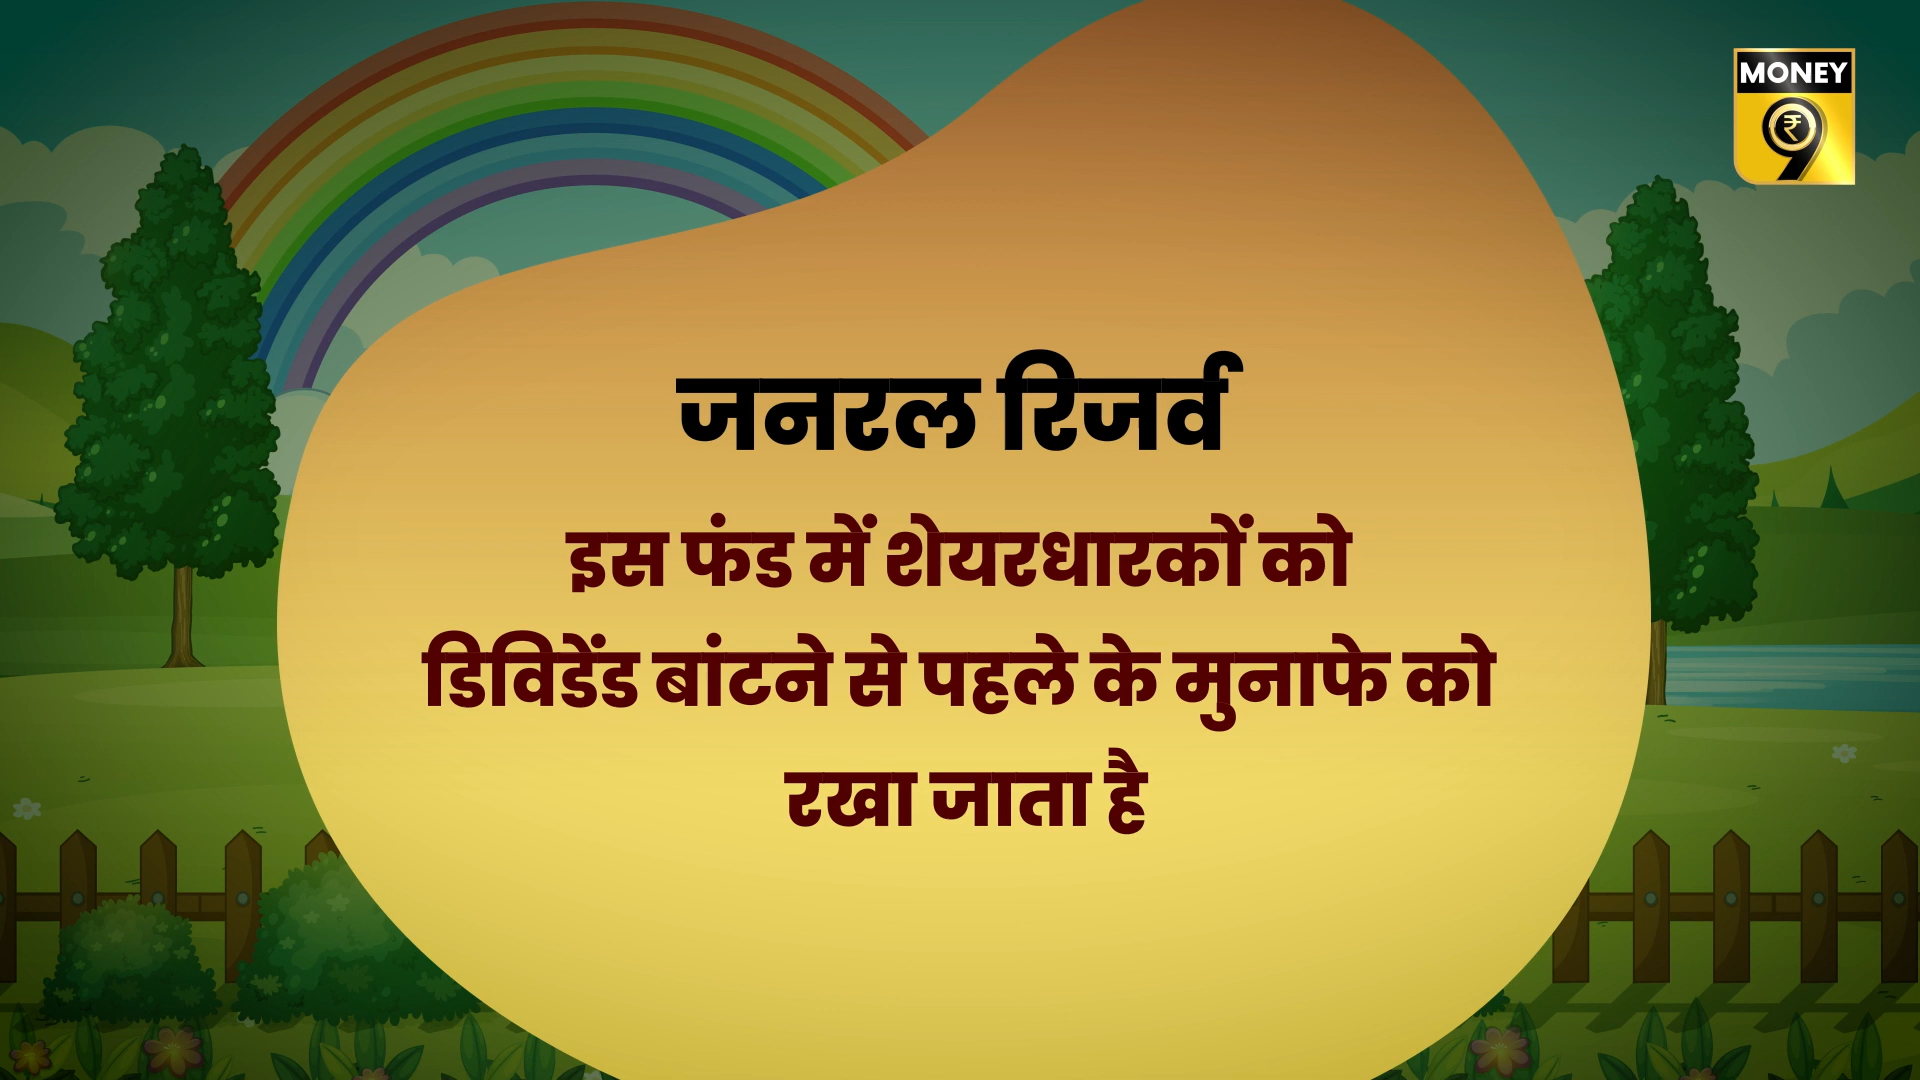 MONEY
9
जनरल रिजर्व
इस फंड में शेयरधारकों को
डिविडेंड बांटने से पहले के मुनाफे को
रखा जाता है